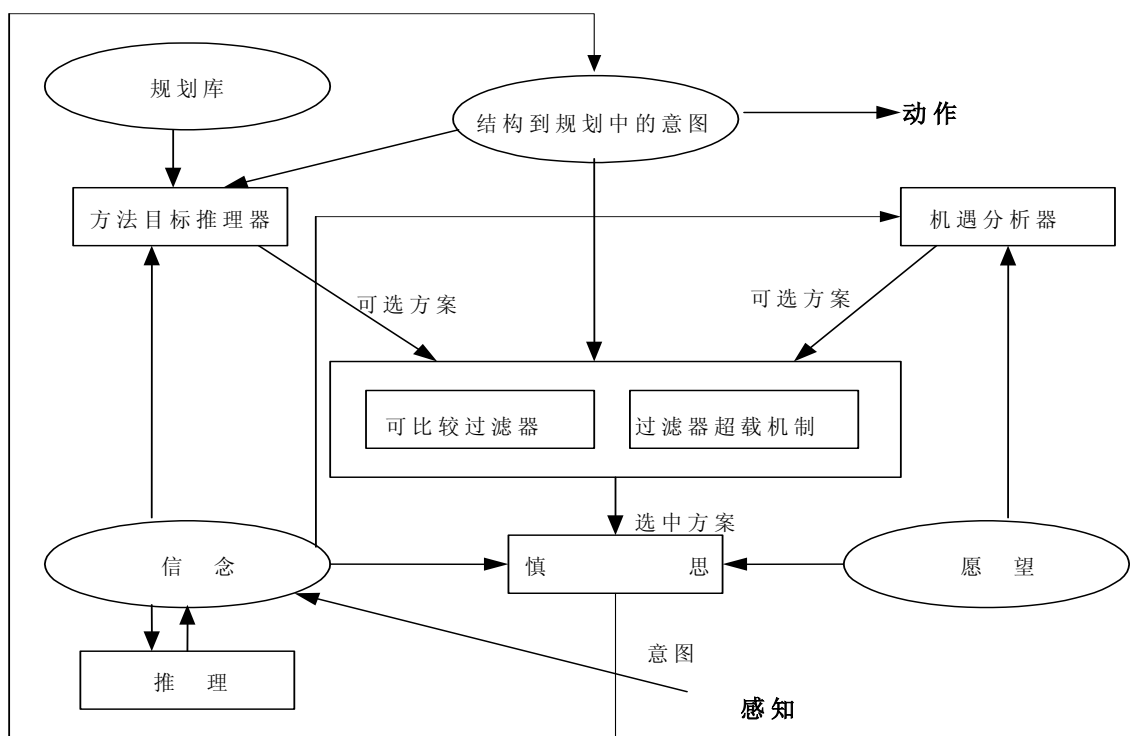 规划库
结构到规划中的意图
动作
方法目标推理器
机遇分析器
可选方案
可选方案
可比较过滤器
过滤器超载机制
选中方案
信 念
慎 思
愿 望
意图
推 理
感知